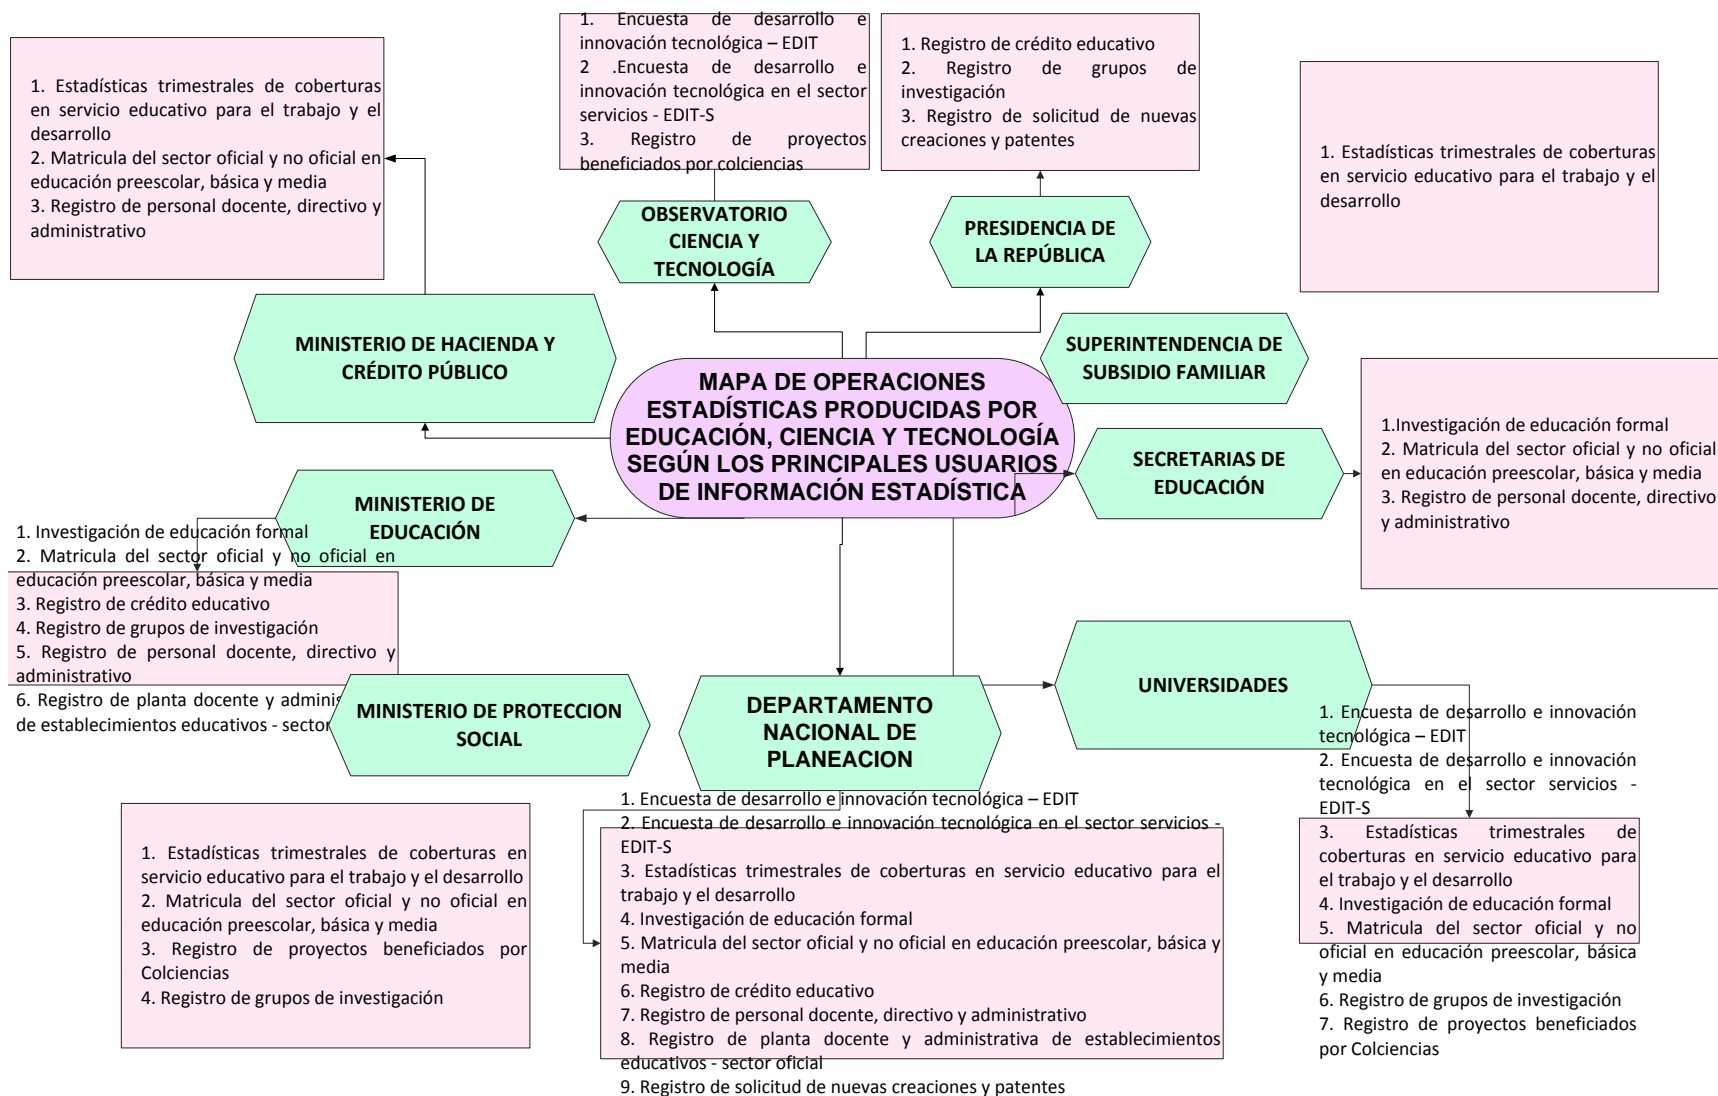 1. Encuesta de desarrollo e
innovación tecnológica – EDIT
2 .Encuesta de desarrollo e
innovación tecnológica en el sector
servicios - EDIT-S
3. Registro de proyectos
beneficiados por colciencias
1. Registro de crédito educativo
2. Registro de grupos de
investigación
3. Registro de solicitud de nuevas
creaciones y patentes
1. Estadísticas trimestrales de coberturas
en servicio educativo para el trabajo y el
desarrollo
2. Matricula del sector oficial y no oficial en
educación preescolar, básica y media
3. Registro de personal docente, directivo y
administrativo
1. Estadísticas trimestrales de coberturas
en servicio educativo para el trabajo y el
desarrollo
OBSERVATORIO
CIENCIA Y
TECNOLOGÍA
PRESIDENCIA DE
LA REPÚBLICA
MINISTERIO DE HACIENDA Y
CRÉDITO PÚBLICO
SUPERINTENDENCIA DE
SUBSIDIO FAMILIAR
MAPA DE OPERACIONES
ESTADÍSTICAS PRODUCIDAS POR
EDUCACIÓN, CIENCIA Y TECNOLOGÍA
SEGÚN LOS PRINCIPALES USUARIOS
DE INFORMACIÓN ESTADÍSTICA
SECRETARIAS DE
EDUCACIÓN
1.Investigación de educación formal
2. Matricula del sector oficial y no oficial
en educación preescolar, básica y media
3. Registro de personal docente, directivo
y administrativo
MINISTERIO DE
EDUCACIÓN
1. Investigación de educación formal
2. Matricula del sector oficial y no oficial en
educación preescolar, básica y media
3. Registro de crédito educativo
4. Registro de grupos de investigación
5. Registro de personal docente, directivo y
administrativo
6. Registro de planta docente y adminis
de establecimientos educativos - sector
MINISTERIO DE PROTECCION
SOCIAL
DEPARTAMENTO
NACIONAL DE
PLANEACION
UNIVERSIDADES
1. Encuesta de desarrollo e innovación
tecnológica – EDIT
2. Encuesta de desarrollo e innovación
tecnológica en el sector servicios -
EDIT-S
3. Estadísticas trimestrales de
coberturas en servicio educativo para
el trabajo y el desarrollo
4. Investigación de educación formal
5. Matricula del sector oficial y no
oficial en educación preescolar, básica
y media
6. Registro de grupos de investigación
7. Registro de proyectos beneficiados
por Colciencias
1. Estadísticas trimestrales de coberturas en
servicio educativo para el trabajo y el desarrollo
2. Matricula del sector oficial y no oficial en
educación preescolar, básica y media
3. Registro de proyectos beneficiados por
Colciencias
4. Registro de grupos de investigación
1. Encuesta de desarrollo e innovación tecnológica – EDIT
2. Encuesta de desarrollo e innovación tecnológica en el sector servicios -
EDIT-S
3. Estadísticas trimestrales de coberturas en servicio educativo para el
trabajo y el desarrollo
4. Investigación de educación formal
5. Matricula del sector oficial y no oficial en educación preescolar, básica y
media
6. Registro de crédito educativo
7. Registro de personal docente, directivo y administrativo
8. Registro de planta docente y administrativa de establecimientos
educativos - sector oficial
9. Registro de solicitud de nuevas creaciones y patentes